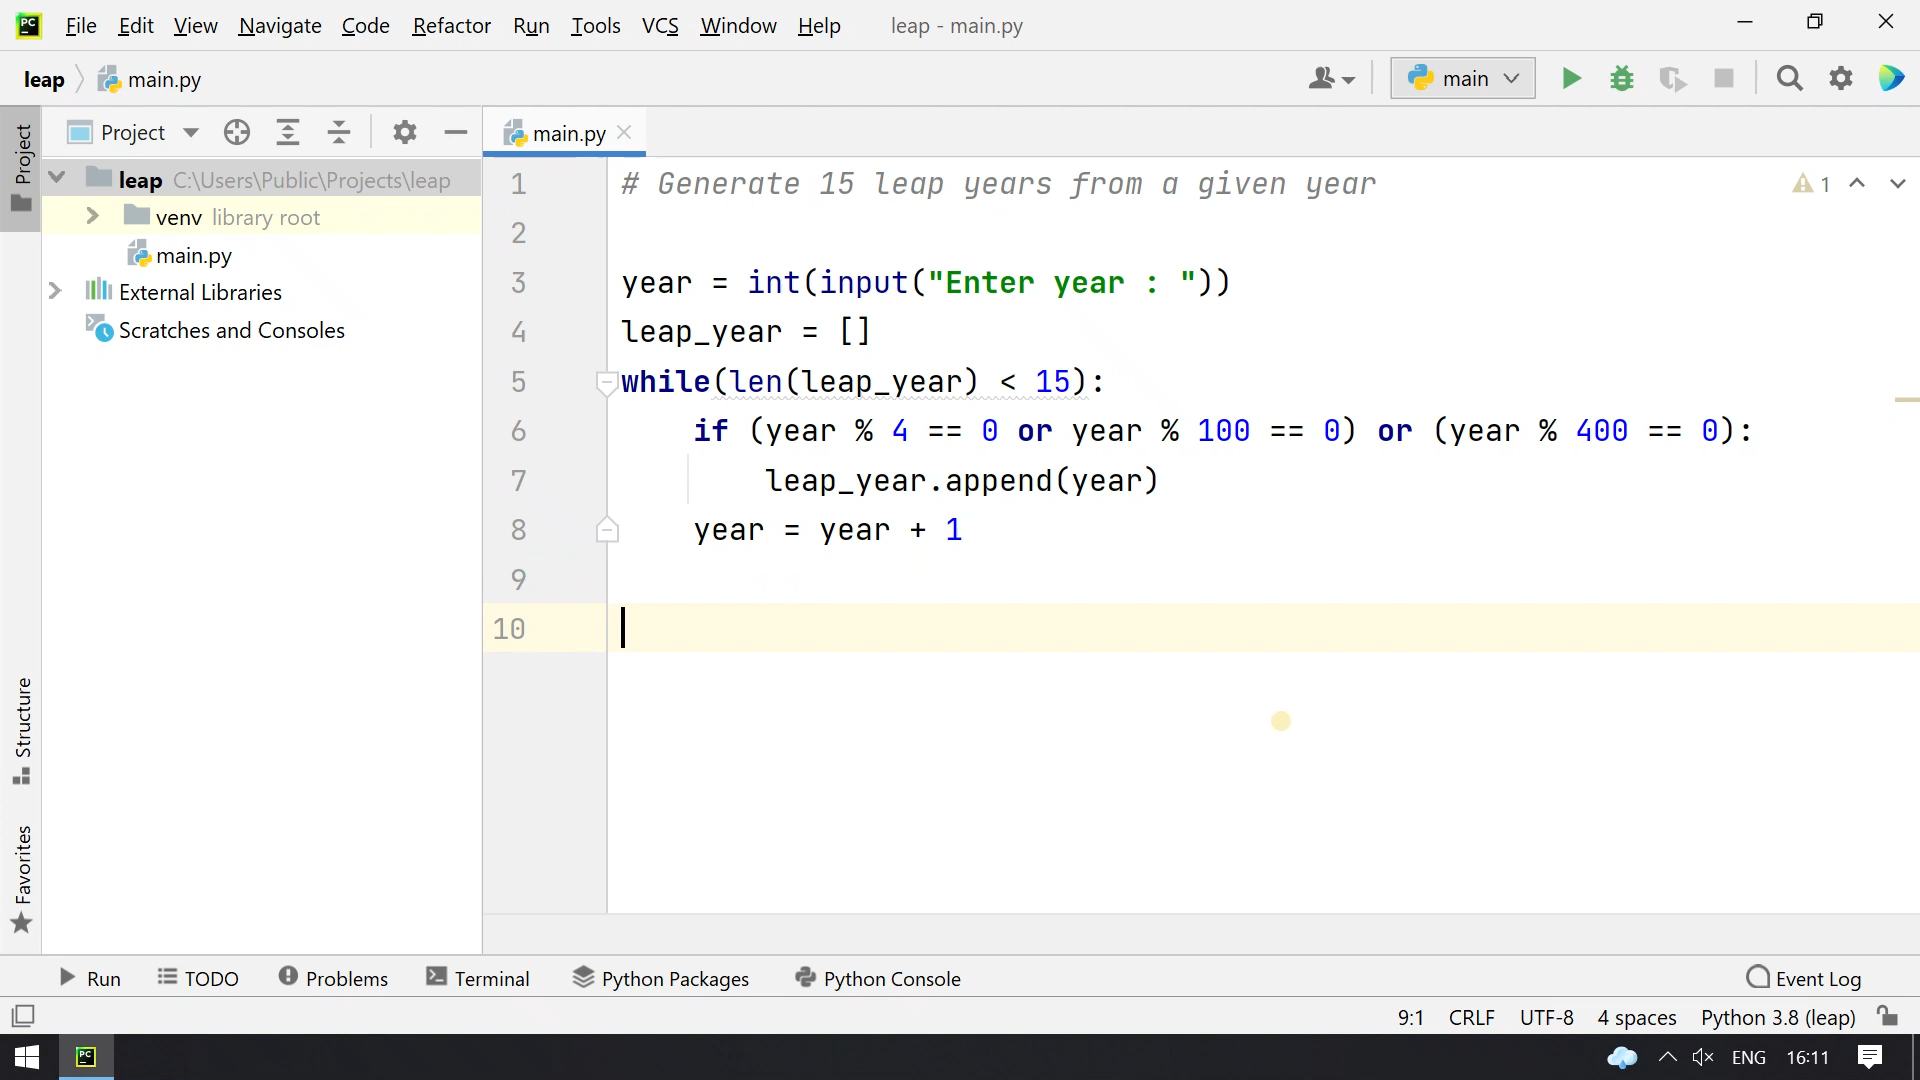 PC File Edit View Navigate Code Refactor Run Tools VCS Window Help leap - main.py
leap main.py main
Project Project main.py
leap C:\Users\Public\Projects\leap
venv library root
main.py
External Libraries
Scratches and Consoles
1 # Generate 15 leap years from a given year
1
2
3 year = int(input("Enter year : "))
4 leap_year = []
5 while(len(leap_year) < 15):
6 if (year % 4 == 0 or year % 100 == 0) or (year % 400 == 0):
7 leap_year.append(year)
8 year = year + 1
9
10
Structure
Favorites
Run TODO Problems Terminal Python Packages Python Console Event Log
9:1 CRLF UTF-8 4 spaces Python 3.8 (leap)
PC ENG 16:11